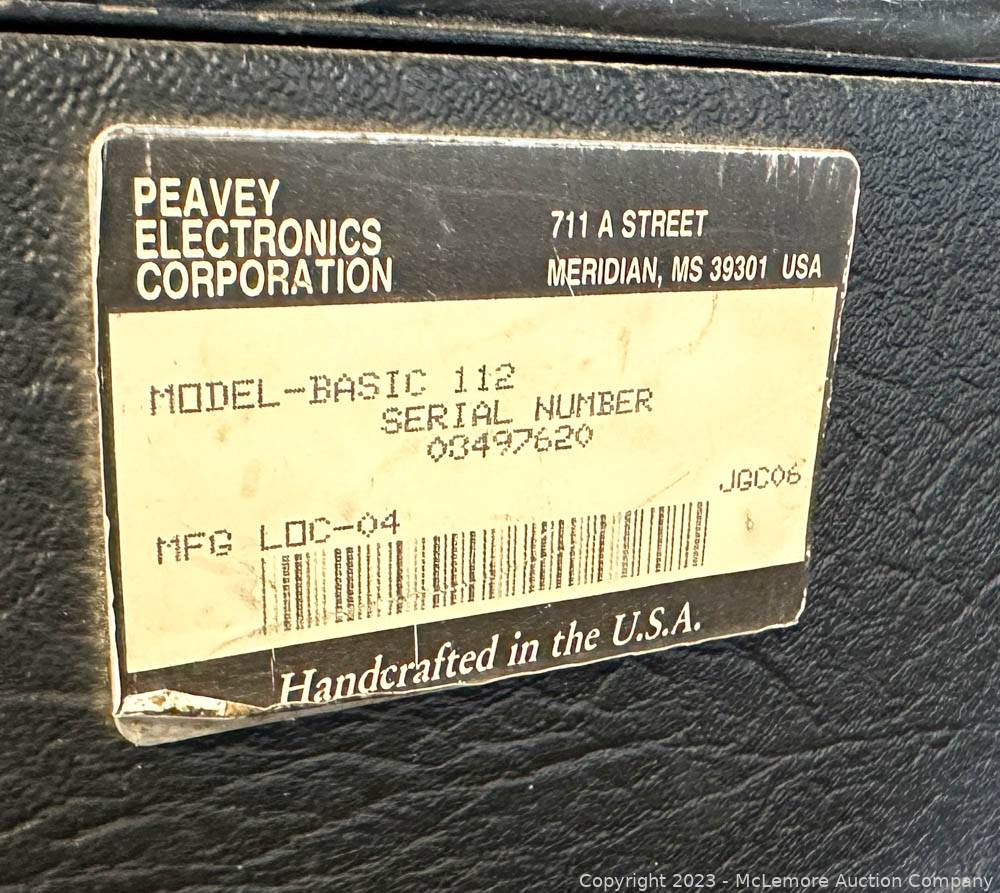 PEAVEY
ELECTRONICS
CORPORATION
711 A STREET
MERIDIAN, MS 39301 USA
MODEL-BASIC 112
SERIAL NUMBER
03497620
JGC06
MFG LOC-04
Handcrafted in the U.S.A.
Copyright 2023 - McLemore Auction Company